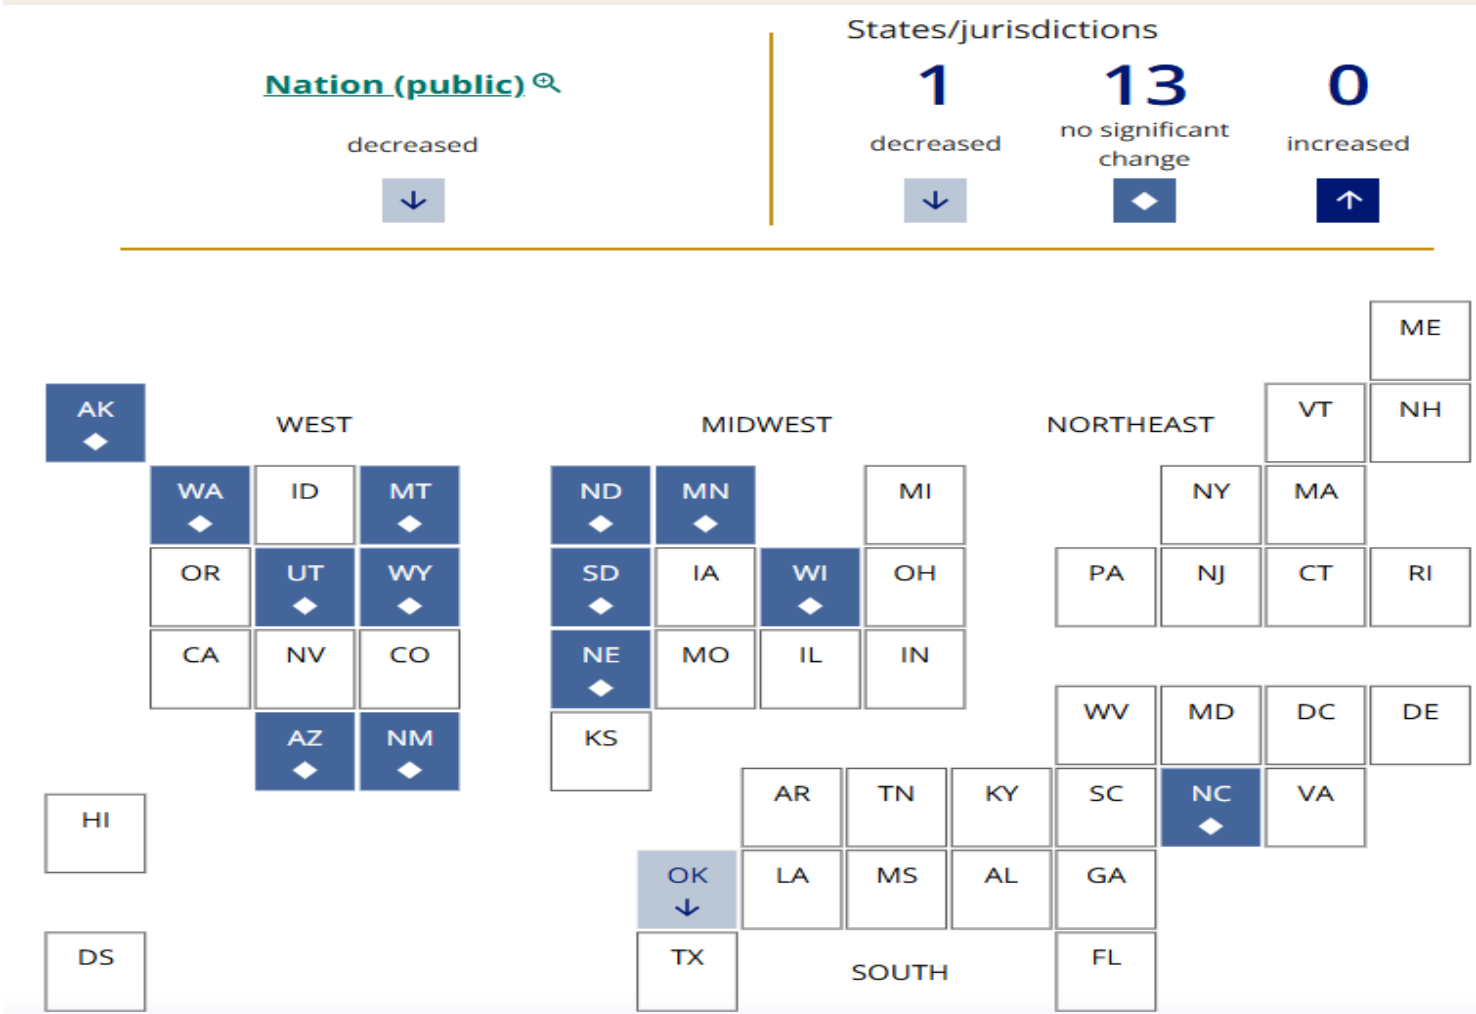 States/jurisdictions
Nation (public)
1 13 0
decreased
decreased
no significant
change
increased
ME
AK
WEST
MIDWEST
NORTHEAST
VT
NH
WA
ID
MT
ND
MN
MI
NY
MA
OR
UT
WY
SD
IA
WI
OH
PA
NJ
CT
RI
CA
NV
CO
NE
MO
IL
IN
WV
MD
DC
DE
AZ
NM
KS
HI
AR
TN
KY
SC
NC
VA
OK
LA
MS
AL
GA
DS
TX
SOUTH
FL